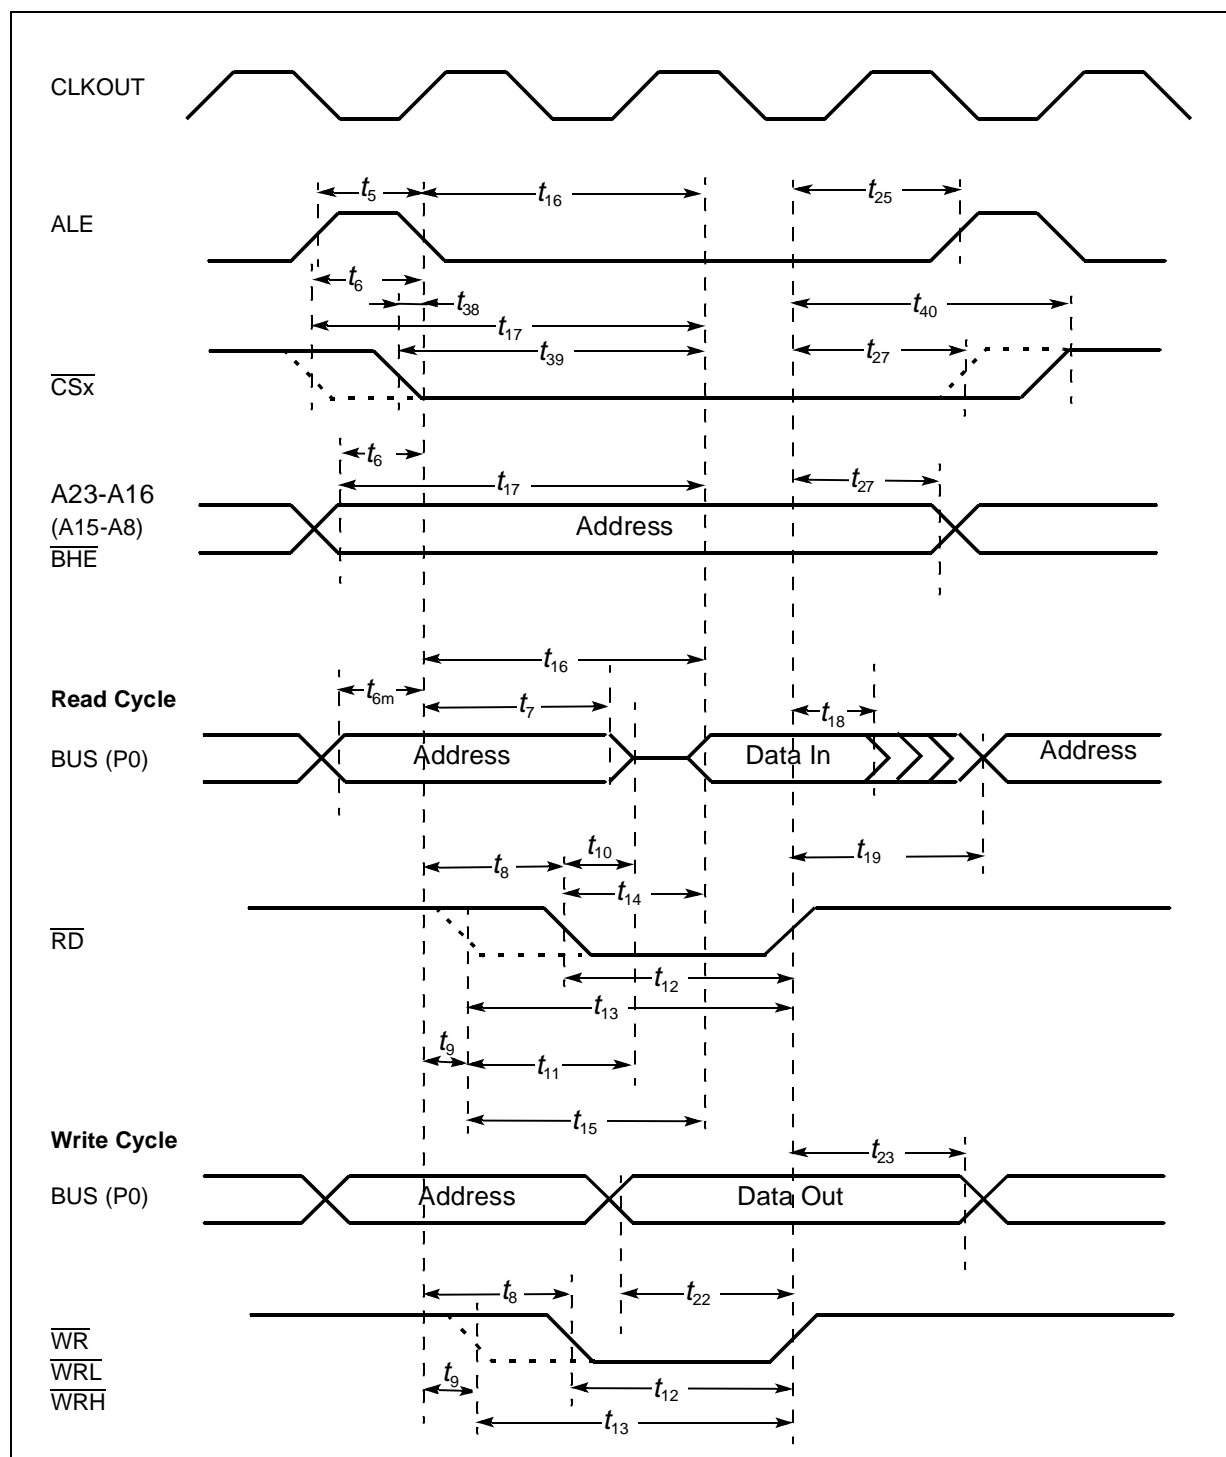 CLKOUT
t5
t16
t25
ALE
t6
t38
t40
t17
t39
t27
CSx
t6
t17
t27
A23-A16
(A15-A8)
Address
BHE
t16
t6m
Read Cycle
t7
t18
BUS (P0)
Address
Data In
Address
t8
t10
t19
t14
RD
t12
t13
t9
t11
t15
Write Cycle
t23
BUS (P0)
Address
Data Out
t8
t22
WR
WRL
t9
t12
WRH
t13